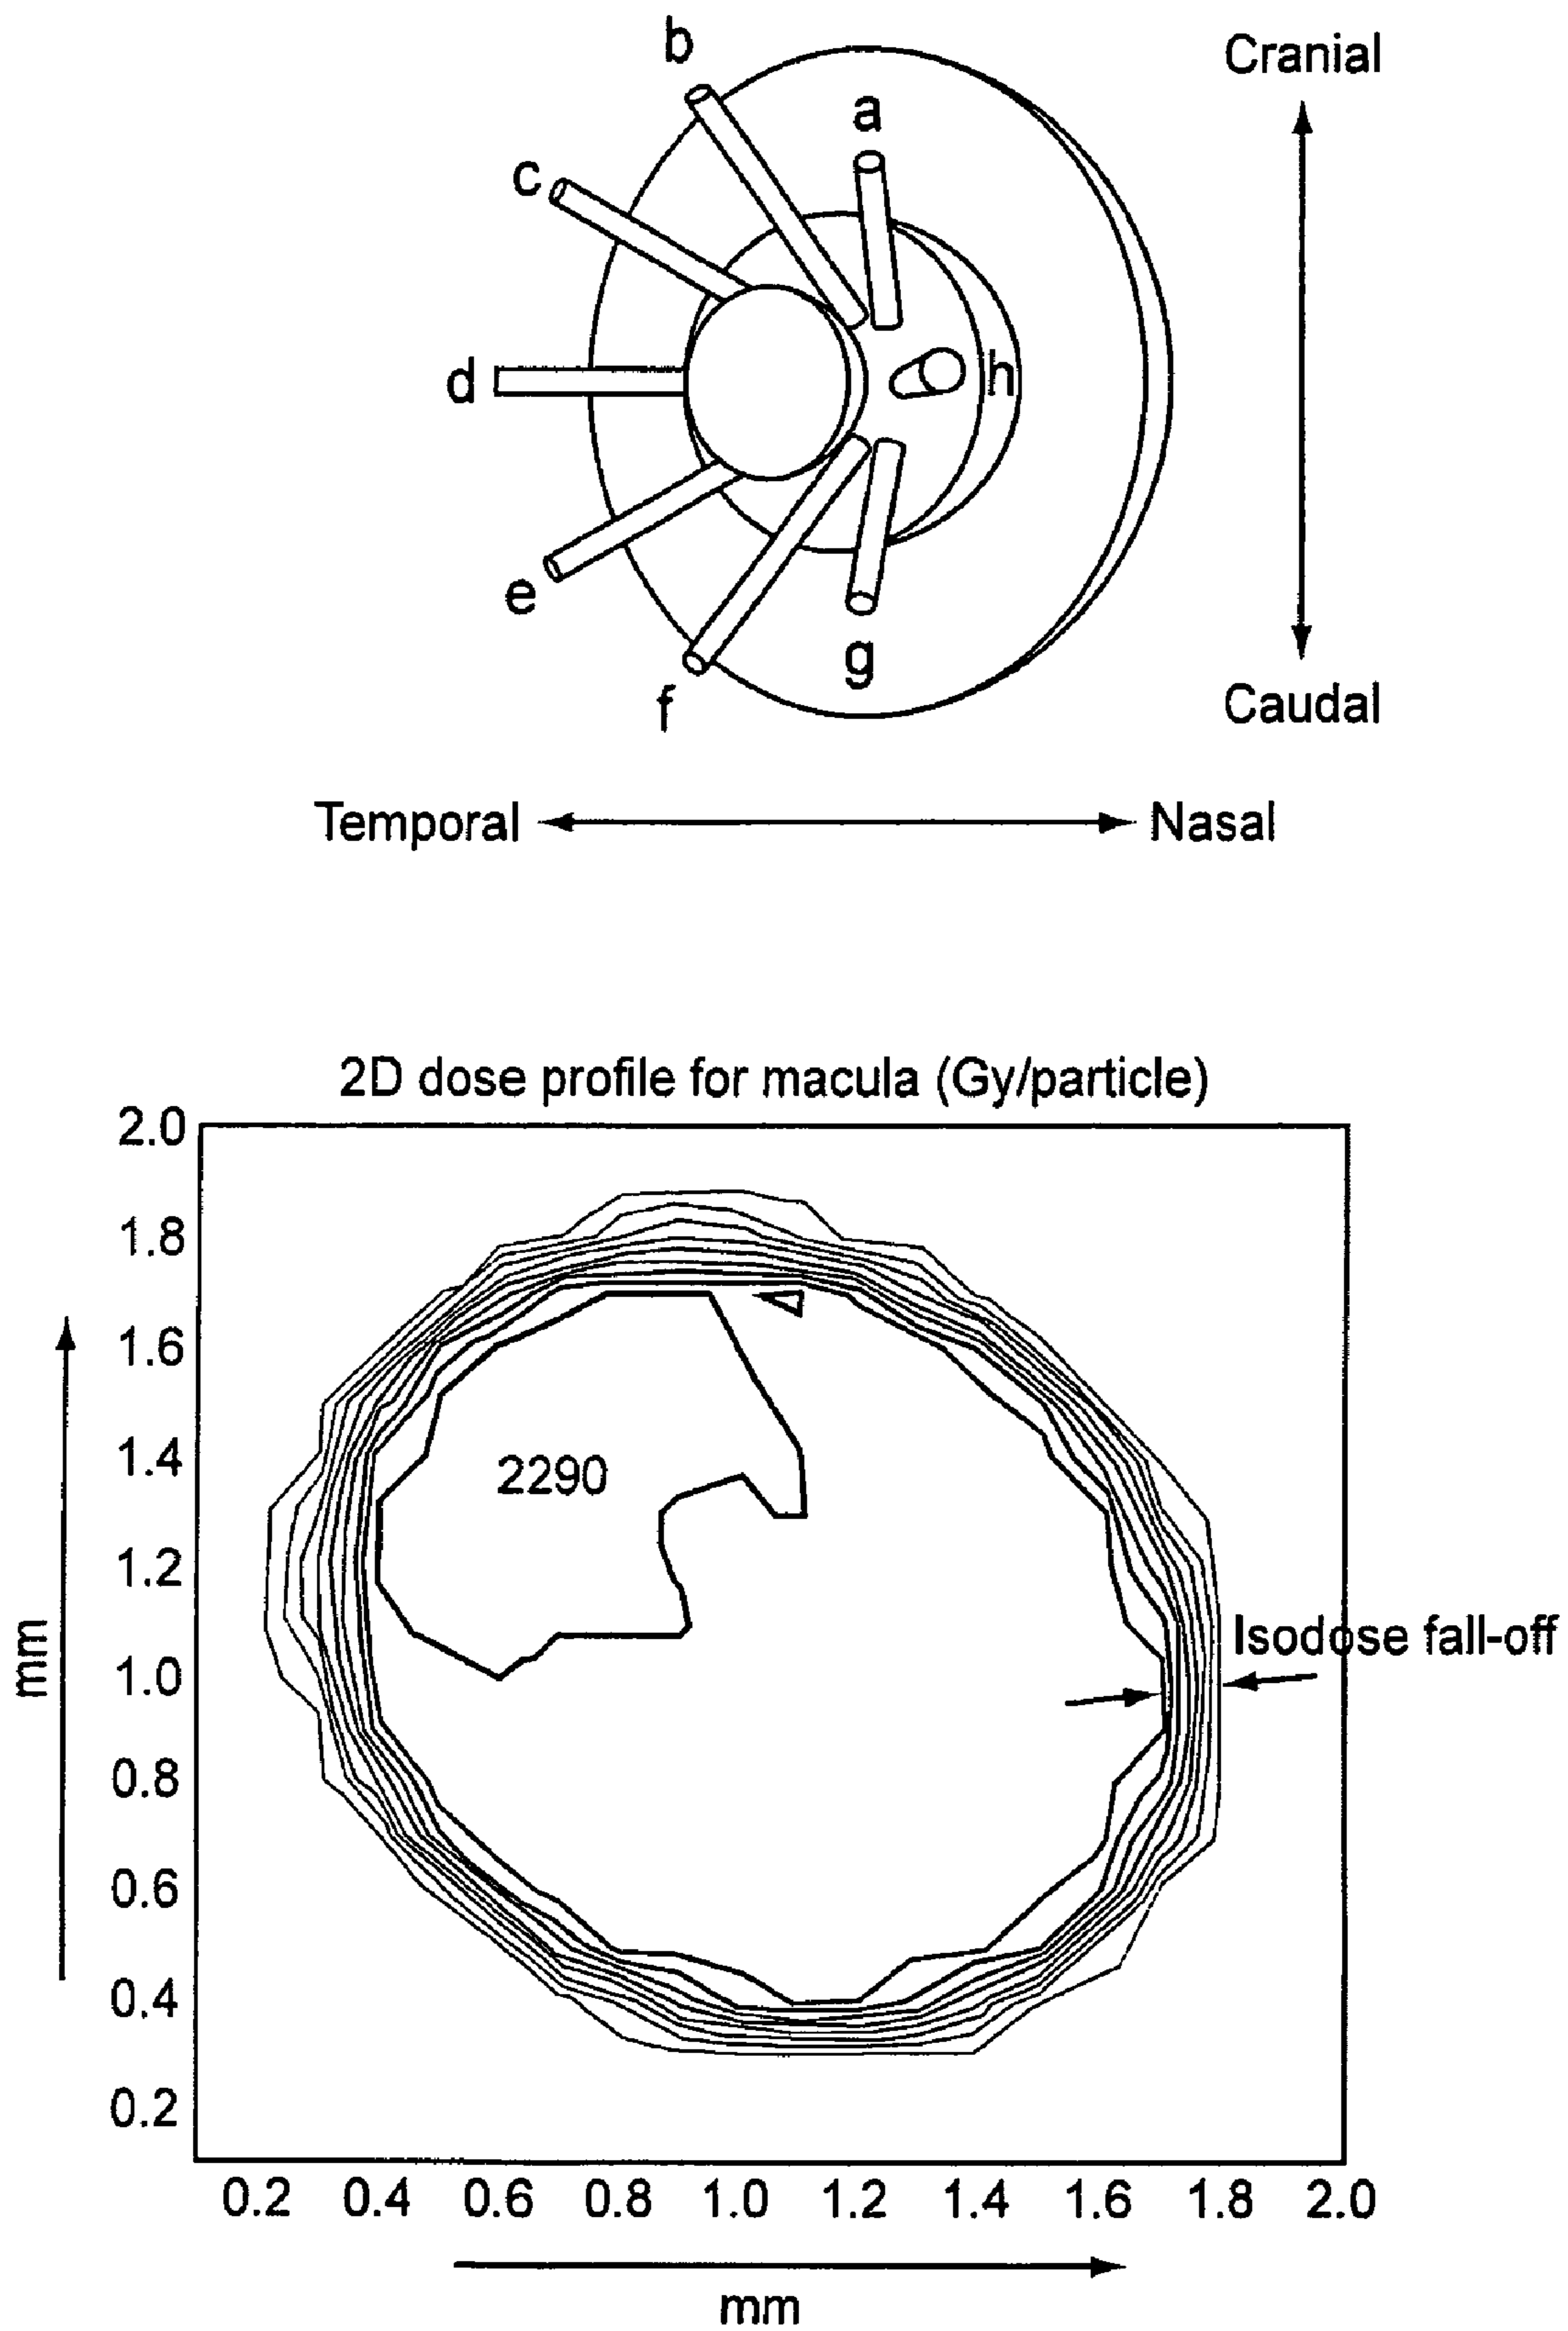 b
Cranial
a
c
d
h
e
g
f
Caudal
Temporal
Nasal
2D dose profile for macula (Gy/particle)
2.0
1.8
1.6
1.4
2290
1.2
Isodose fall-off
1.0
mm
0.8
0.6
0.4
0.2
0.2 0.4 0.6 0.8 1.0 1.2 1.4 1.6 1.8 2.0
mm